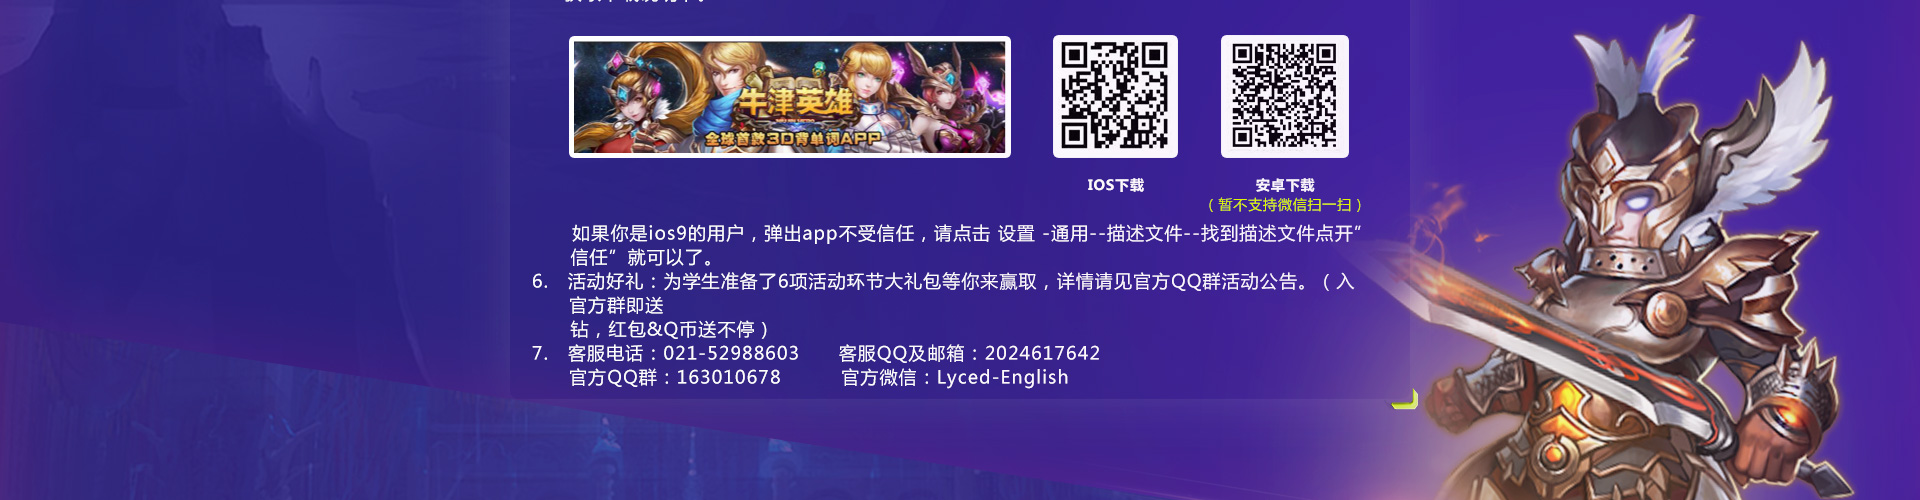 牛津英雄
全球首款3D背单词APP
IOS下载
安卓下载
（暂不支持微信扫一扫）
如果你是ios9的用户，弹出app不受信任，请点击 设置 -通用--描述文件--找到描述文件点开”
信任”就可以了。
6. 活动好礼：为学生准备了6项活动环节大礼包等你来赢取，详情请见官方QQ群活动公告。（入
官方群即送
钻，红包&Q币送不停）
7. 客服电话：021-52988603 客服QQ及邮箱：2024617642
官方QQ群：163010678 官方微信：Lyced-English